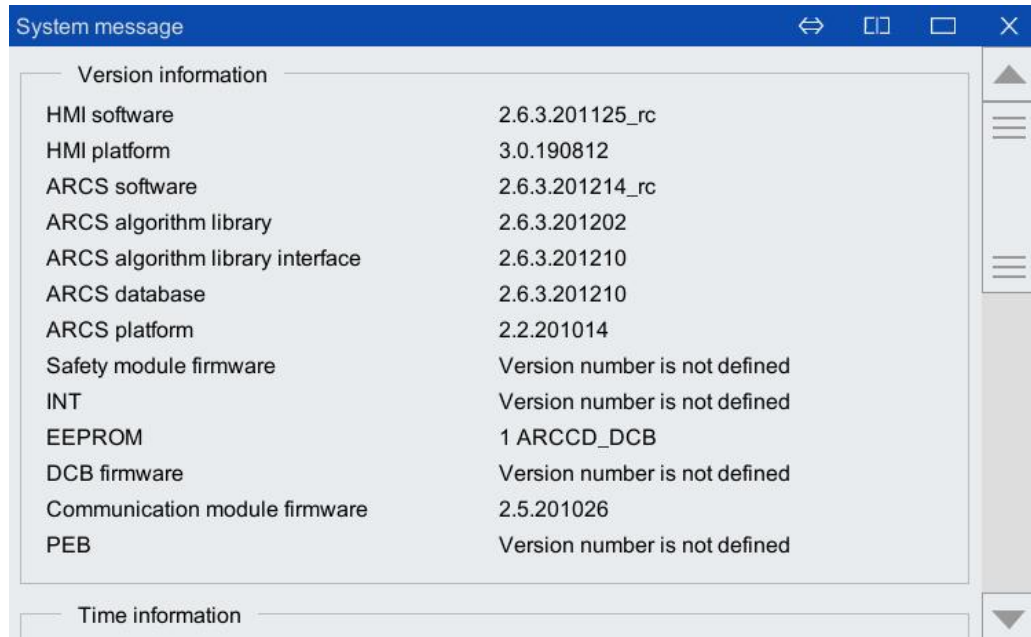 System message
Version information
HMI software 2.6.3.201125_rc
HMI platform 3.0.190812
ARCS software 2.6.3.201214_rc
ARCS algorithm library 2.6.3.201202
ARCS algorithm library interface 2.6.3.201210
ARCS database 2.6.3.201210
ARCS platform 2.2.201014
Safety module firmware Version number is not defined
INT Version number is not defined
EEPROM 1 ARCCD_DCB
DCB firmware Version number is not defined
Communication module firmware 2.5.201026
PEB Version number is not defined
Time information